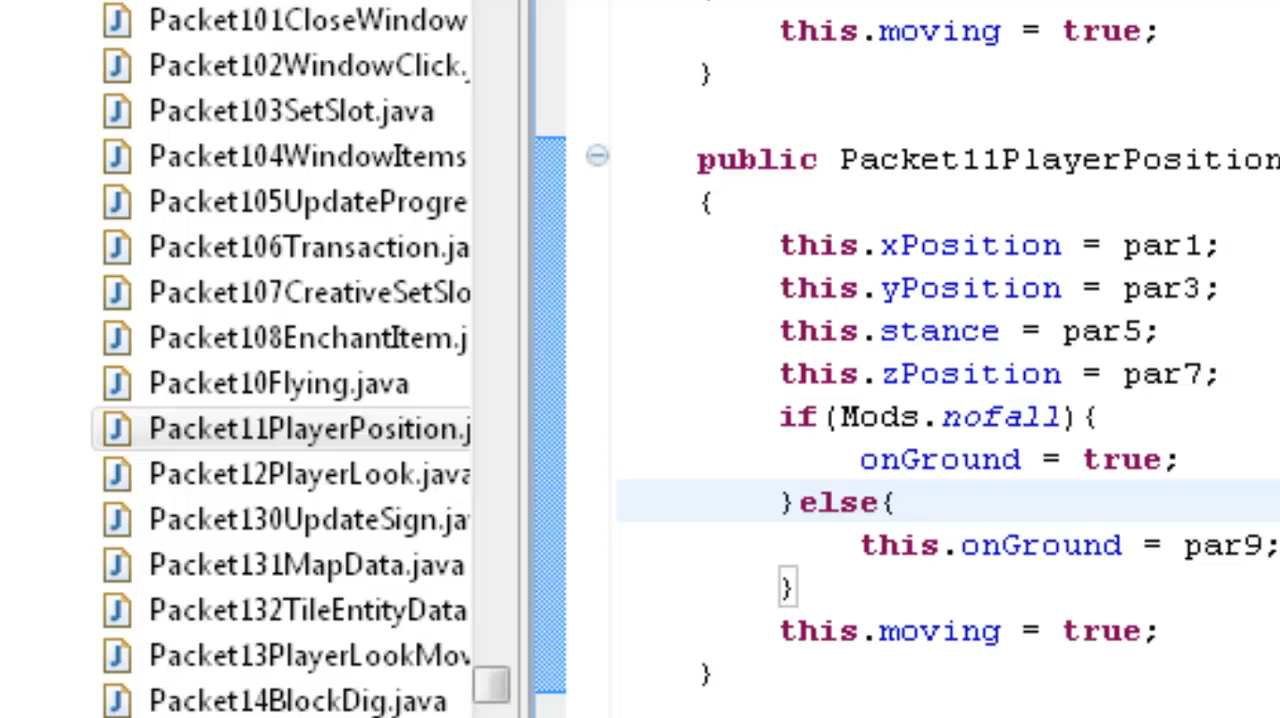 Packet101CloseWindow
Packet102WindowClick.
Packet103SetSlot.java
Packet104WindowItems
Packet105UpdateProgre
Packet106Transaction.ja
Packet107CreativeSetSlo
Packet108EnchantItem.j
Packet10Flying.java
Packet11PlayerPosition.j
Packet12PlayerLook.java
Packet130UpdateSign.ja
Packet131MapData.java
Packet132TileEntityData
Packet13PlayerLookMov
Packet14BlockDig.java
this.moving = true;
}
public Packet11PlayerPosition
{
this.xPosition = par1;
this.yPosition = par3;
this.stance = par5;
this.zPosition = par7;
if(Mods.nofall){
onGround = true;
}else{
this.onGround = par9;
}
this.moving = true;
}